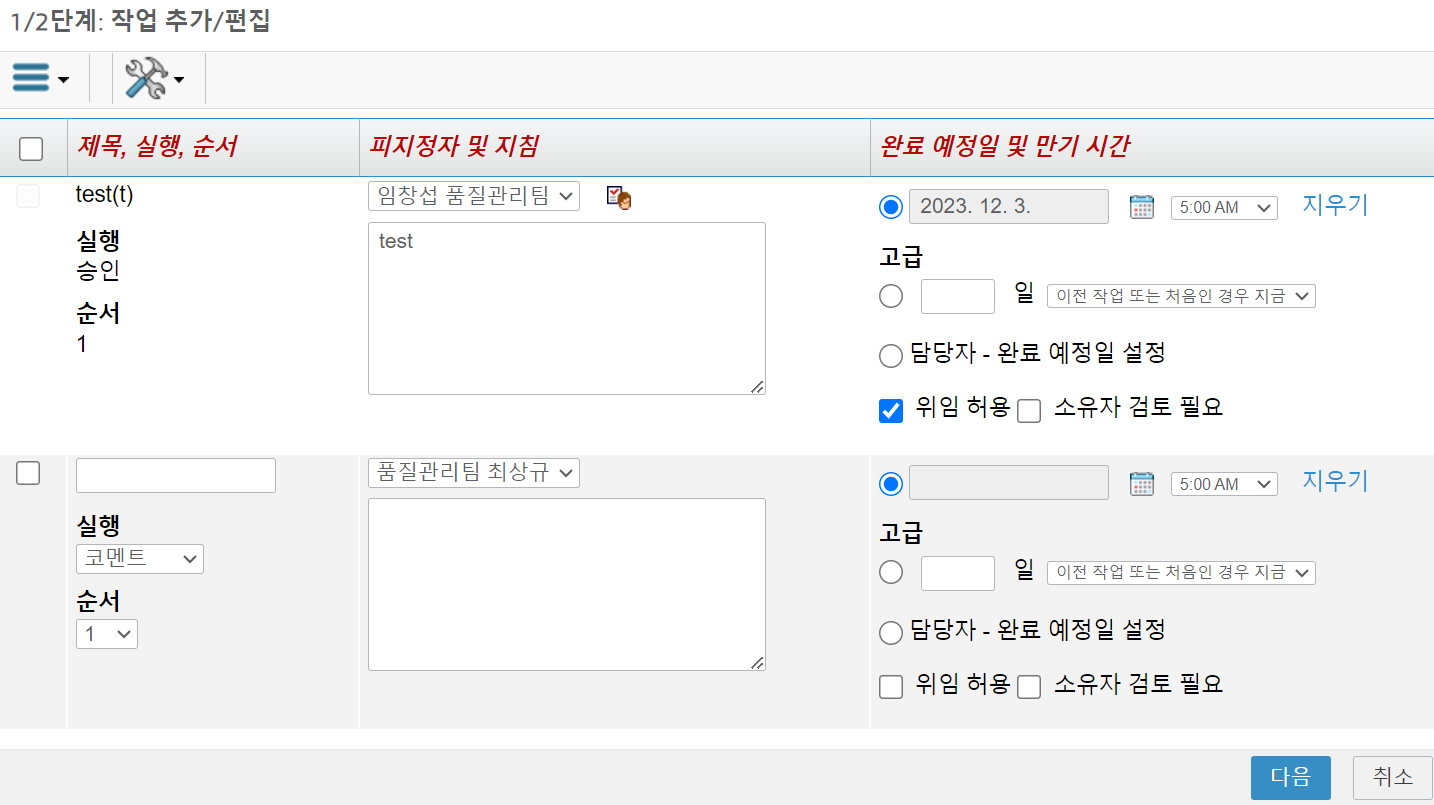 1/2단계: 작업 추가/편집
제목, 실행, 순서 피지정자 및 지침 완료 예정일 및 만기 시간
test(t)
실행
승인
순서
1
임창섭 품질관리팀
test
2023. 12. 3. 5:00 AM 지우기
고급
일 이전 작업 또는 처음인 경우 지금
담당자 - 완료 예정일 설정
위임 허용 소유자 검토 필요
실행
코멘트
순서
1
품질관리팀 최상규
5:00 AM 지우기
고급
일 이전 작업 또는 처음인 경우 지금
담당자 - 완료 예정일 설정
위임 허용 소유자 검토 필요
다음 취소